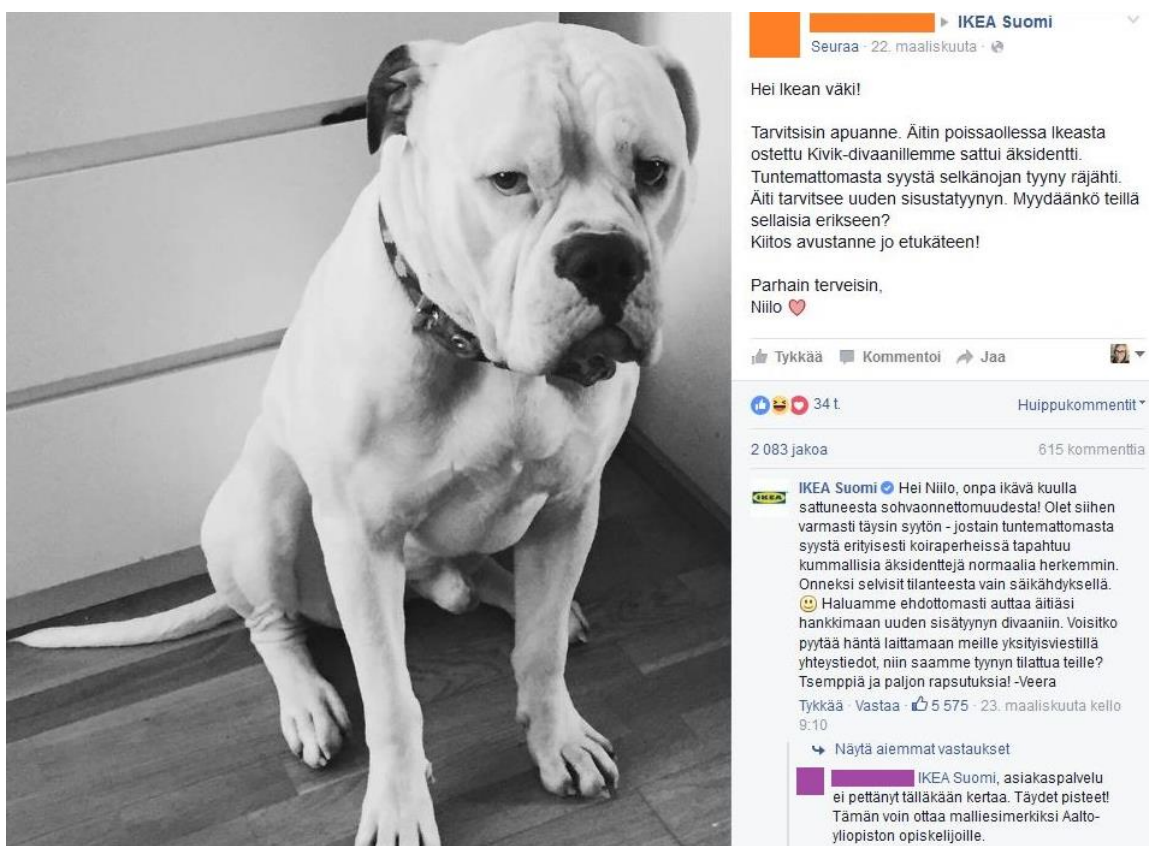 IKEA Suomi
Seuraa · 22. maaliskuuta ·
Hei Ikean väki!
Tarvitsisin apuanne. Äitin poissaollessa Ikeasta
ostettu Kivik-divaanillemme sattui äksidentti.
Tuntemattomasta syystä selkänojan tyyny räjähti.
Äiti tarvitsee uuden sisustatyynyn. Myydäänkö teillä
sellaisia erikseen?
Kiitos avustanne jo etukäteen!
Parhain terveisin,
Niilo
Tykkää Kommentoi Jaa
34 t. Huippukommentit
2 083 jakoa 615 kommenttia
IKEA
IKEA Suomi Hei Niilo, onpa ikävä kuulla
sattuneesta sohvaonnettomuudesta! Olet siihen
varmasti täysin syytön - jostain tuntemattomasta
syystä erityisesti koiraperheissä tapahtuu
kummallisia äksidenttejä normaalia herkemmin.
Onneksi selvisit tilanteesta vain säikähdyksellä.
Haluamme ehdottomasti auttaa äitiäsi
hankkimaan uuden sisätyynyn divaaniin. Voisitko
pyytää häntä laittamaan meille yksityisviestillä
yhteystiedot, niin saamme tyynyn tilattua teille?
Tsemppiä ja paljon rapsutuksia! -Veera
Tykkää · Vastaa · 5 575 · 23. maaliskuuta kello
9:10
Näytä aiemmat vastaukset
IKEA Suomi, asiakaspalvelu
ei pettänyt tälläkään kertaa. Täydet pisteet!
Tämän voin ottaa malliesimerkiksi Aalto-
yliopiston opiskelijoille.